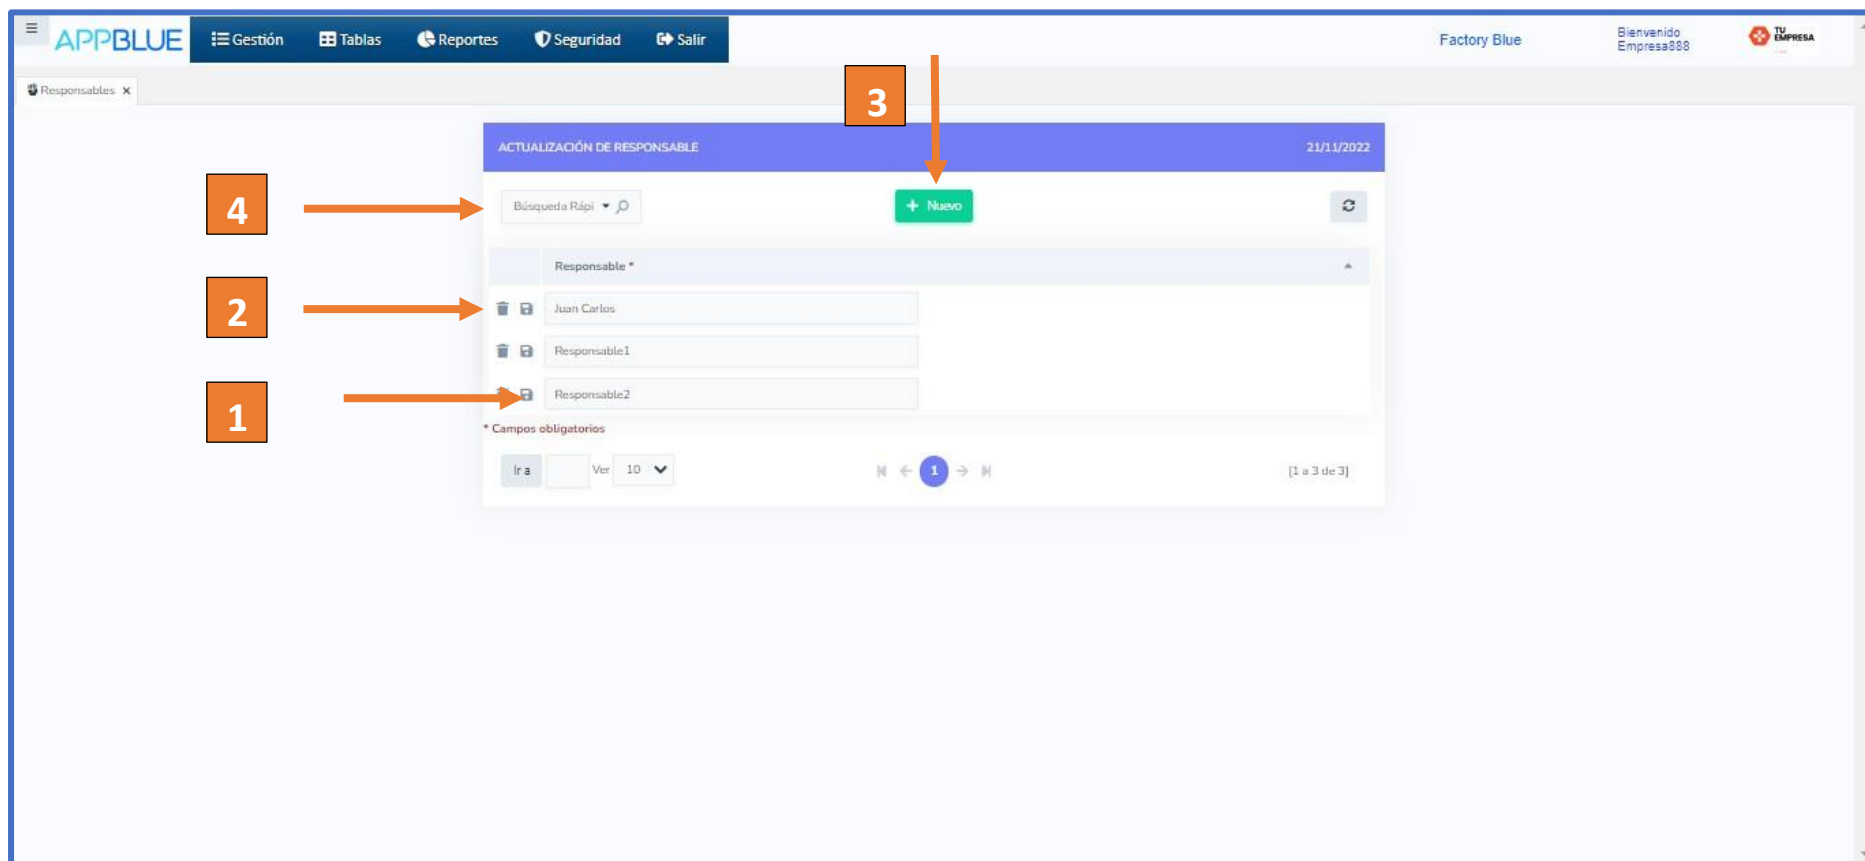 APPBLUE Gestión Tablas Reportes Seguridad Salir Factory Blue Bienvenido Empresa888 TU EMPRESA
Responsables x
3
ACTUALIZACIÓN DE RESPONSABLE 21/11/2022
4 Búsqueda Rápi + Nuevo
Responsable *
2 Juan Carlos
Responsable1
1 Responsable2
* Campos obligatorios
Ir a Ver 10 1 [1 a 3 de 3]